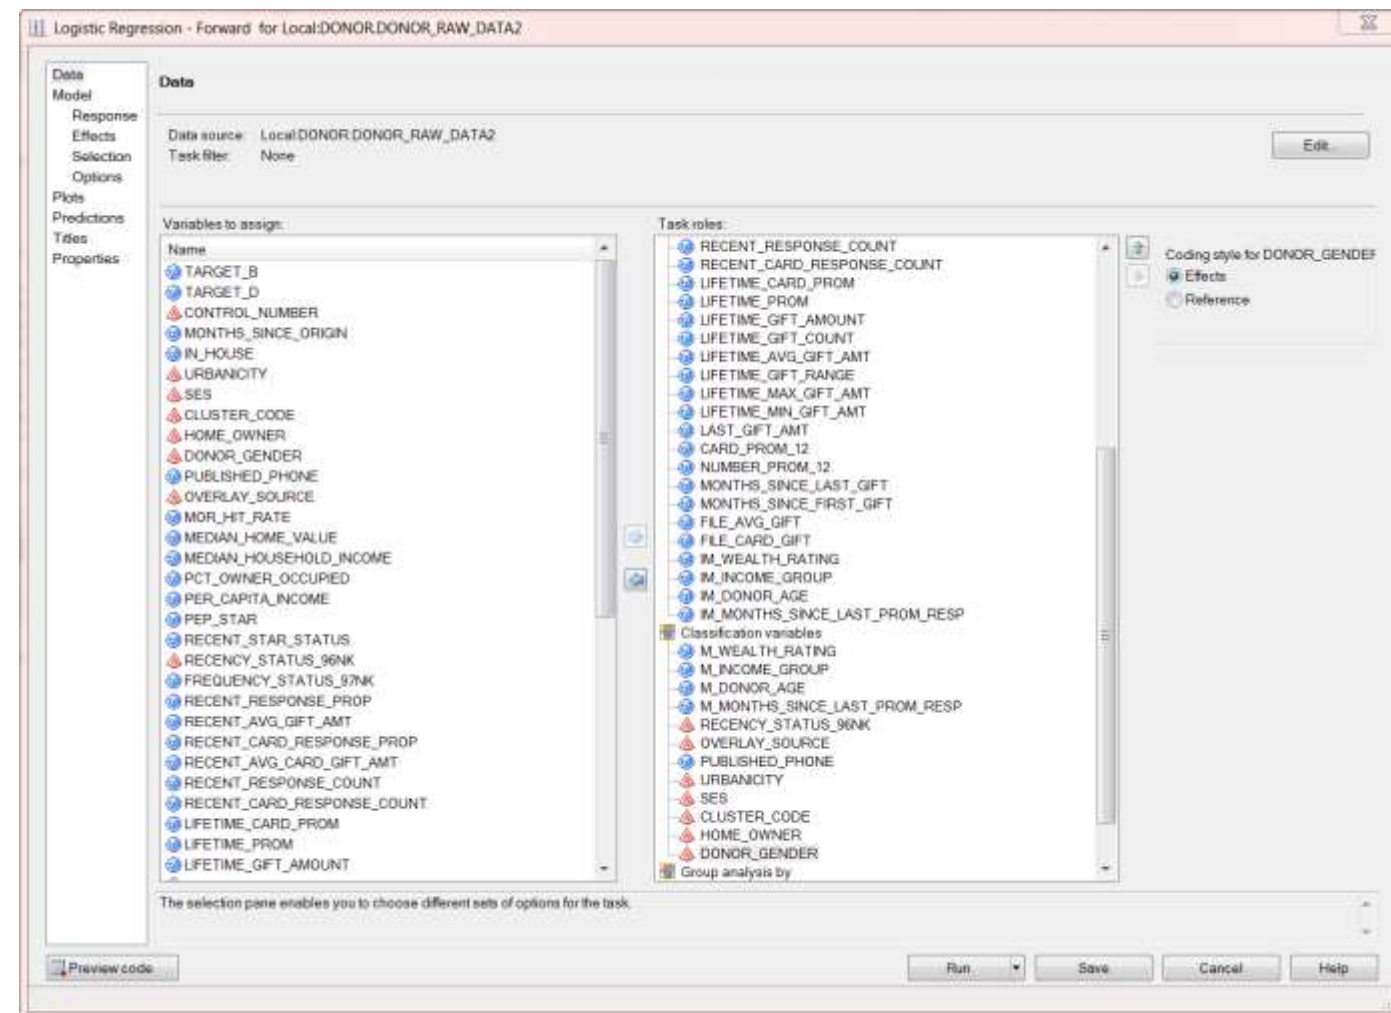 Logistic Regression - Forward for Local:DONOR.DONOR_RAW_DATA2
Data
Model
Response
Effects
Selection
Options
Plots
Predictions
Titles
Properties
Data
Data source: Local:DONOR.DONOR_RAW_DATA2
Task filter: None
Edit...
Variables to assign:
Name
TARGET_B
TARGET_D
CONTROL_NUMBER
MONTHS_SINCE_ORIGIN
IN_HOUSE
URBANICITY
SES
CLUSTER_CODE
HOME_OWNER
DONOR_GENDER
PUBLISHED_PHONE
OVERLAY_SOURCE
MOR_HIT_RATE
MEDIAN_HOME_VALUE
MEDIAN_HOUSEHOLD_INCOME
PCT_OWNER_OCCUPIED
PER_CAPITA_INCOME
PEP_STAR
RECENT_STAR_STATUS
RECENCY_STATUS_96NK
FREQUENCY_STATUS_97NK
RECENT_RESPONSE_PROP
RECENT_AVG_GIFT_AMT
RECENT_CARD_RESPONSE_PROP
RECENT_AVG_CARD_GIFT_AMT
RECENT_RESPONSE_COUNT
RECENT_CARD_RESPONSE_COUNT
LIFETIME_CARD_PROM
LIFETIME_PROM
LIFETIME_GIFT_AMOUNT
Task roles:
RECENT_RESPONSE_COUNT
RECENT_CARD_RESPONSE_COUNT
LIFETIME_CARD_PROM
LIFETIME_PROM
LIFETIME_GIFT_AMOUNT
LIFETIME_GIFT_COUNT
LIFETIME_AVG_GIFT_AMT
LIFETIME_GIFT_RANGE
LIFETIME_MAX_GIFT_AMT
LIFETIME_MIN_GIFT_AMT
LAST_GIFT_AMT
CARD_PROM_12
NUMBER_PROM_12
MONTHS_SINCE_LAST_GIFT
MONTHS_SINCE_FIRST_GIFT
FILE_AVG_GIFT
FILE_CARD_GIFT
IM_WEALTH_RATING
IM_INCOME_GROUP
IM_DONOR_AGE
IM_MONTHS_SINCE_LAST_PROM_RESP
Classification variables
M_WEALTH_RATING
M_INCOME_GROUP
M_DONOR_AGE
M_MONTHS_SINCE_LAST_PROM_RESP
RECENCY_STATUS_96NK
OVERLAY_SOURCE
PUBLISHED_PHONE
URBANICITY
SES
CLUSTER_CODE
HOME_OWNER
DONOR_GENDER
Group analysis by
Coding style for DONOR_GENDER
Effects
Reference
The selection pane enables you to choose different sets of options for the task.
Preview code
Run
Save
Cancel
Help